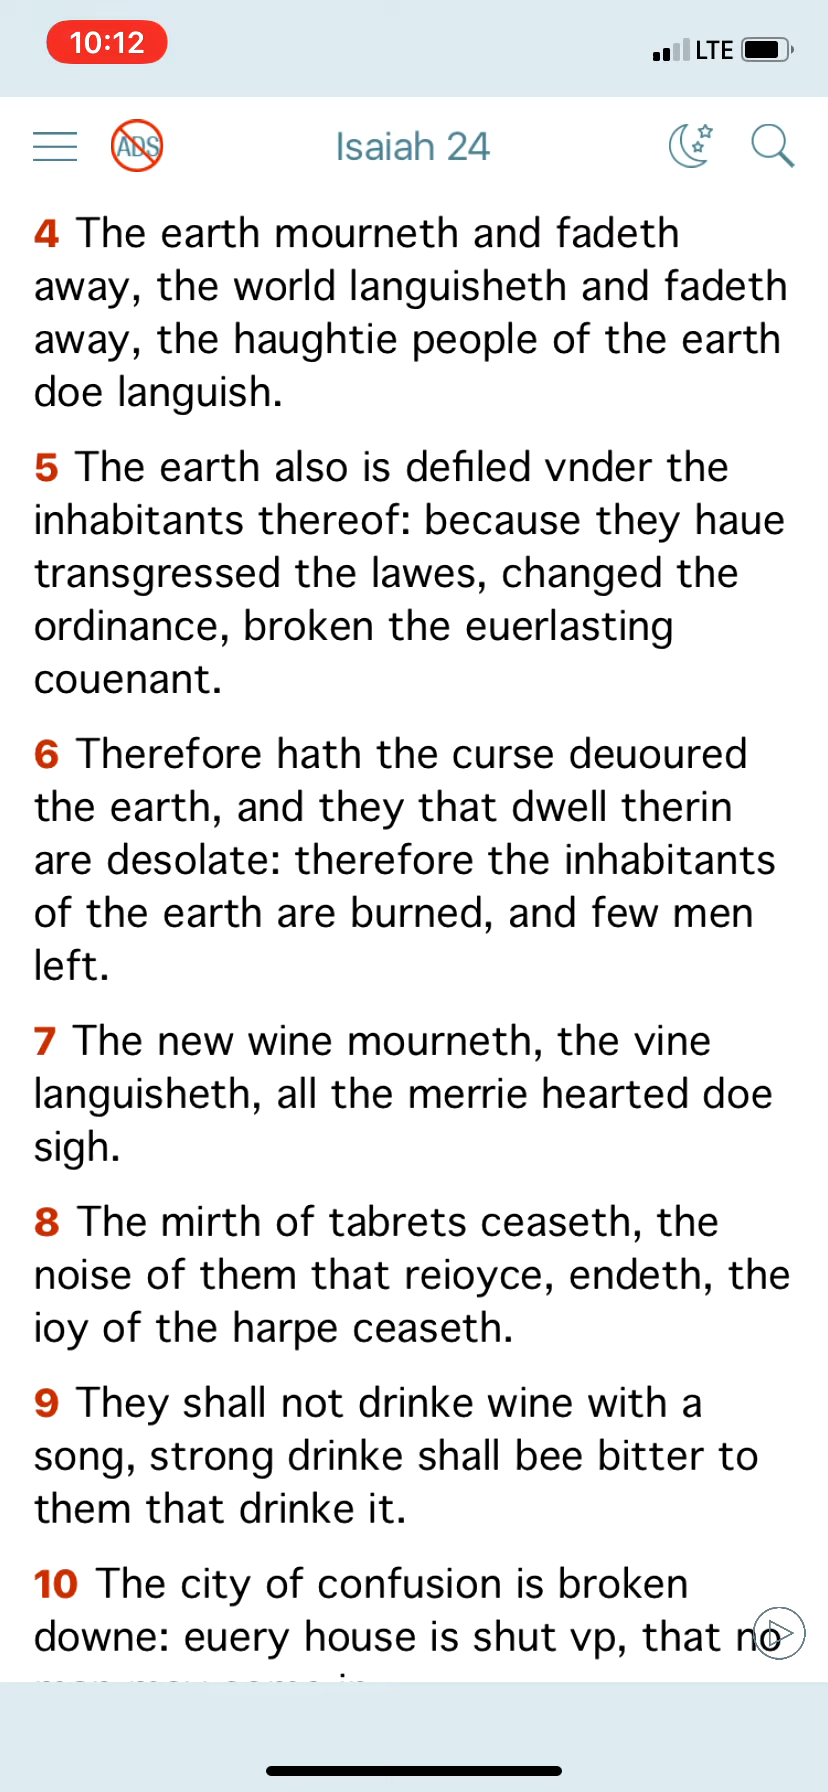 10:12
LTE
ADS
Isaiah 24
4 The earth mourneth and fadeth
away, the world languisheth and fadeth
away, the haughtie people of the earth
doe languish.
5 The earth also is defiled vnder the
inhabitants thereof: because they haue
transgressed the lawes, changed the
ordinance, broken the euerlasting
couenant.
6 Therefore hath the curse deuoured
the earth, and they that dwell therin
are desolate: therefore the inhabitants
of the earth are burned, and few men
left.
7 The new wine mourneth, the vine
languisheth, all the merrie hearted doe
sigh.
8 The mirth of tabrets ceaseth, the
noise of them that reioyce, endeth, the
ioy of the harpe ceaseth.
9 They shall not drinke wine with a
song, strong drinke shall bee bitter to
them that drinke it.
10 The city of confusion is broken
downe: euery house is shut vp, that no